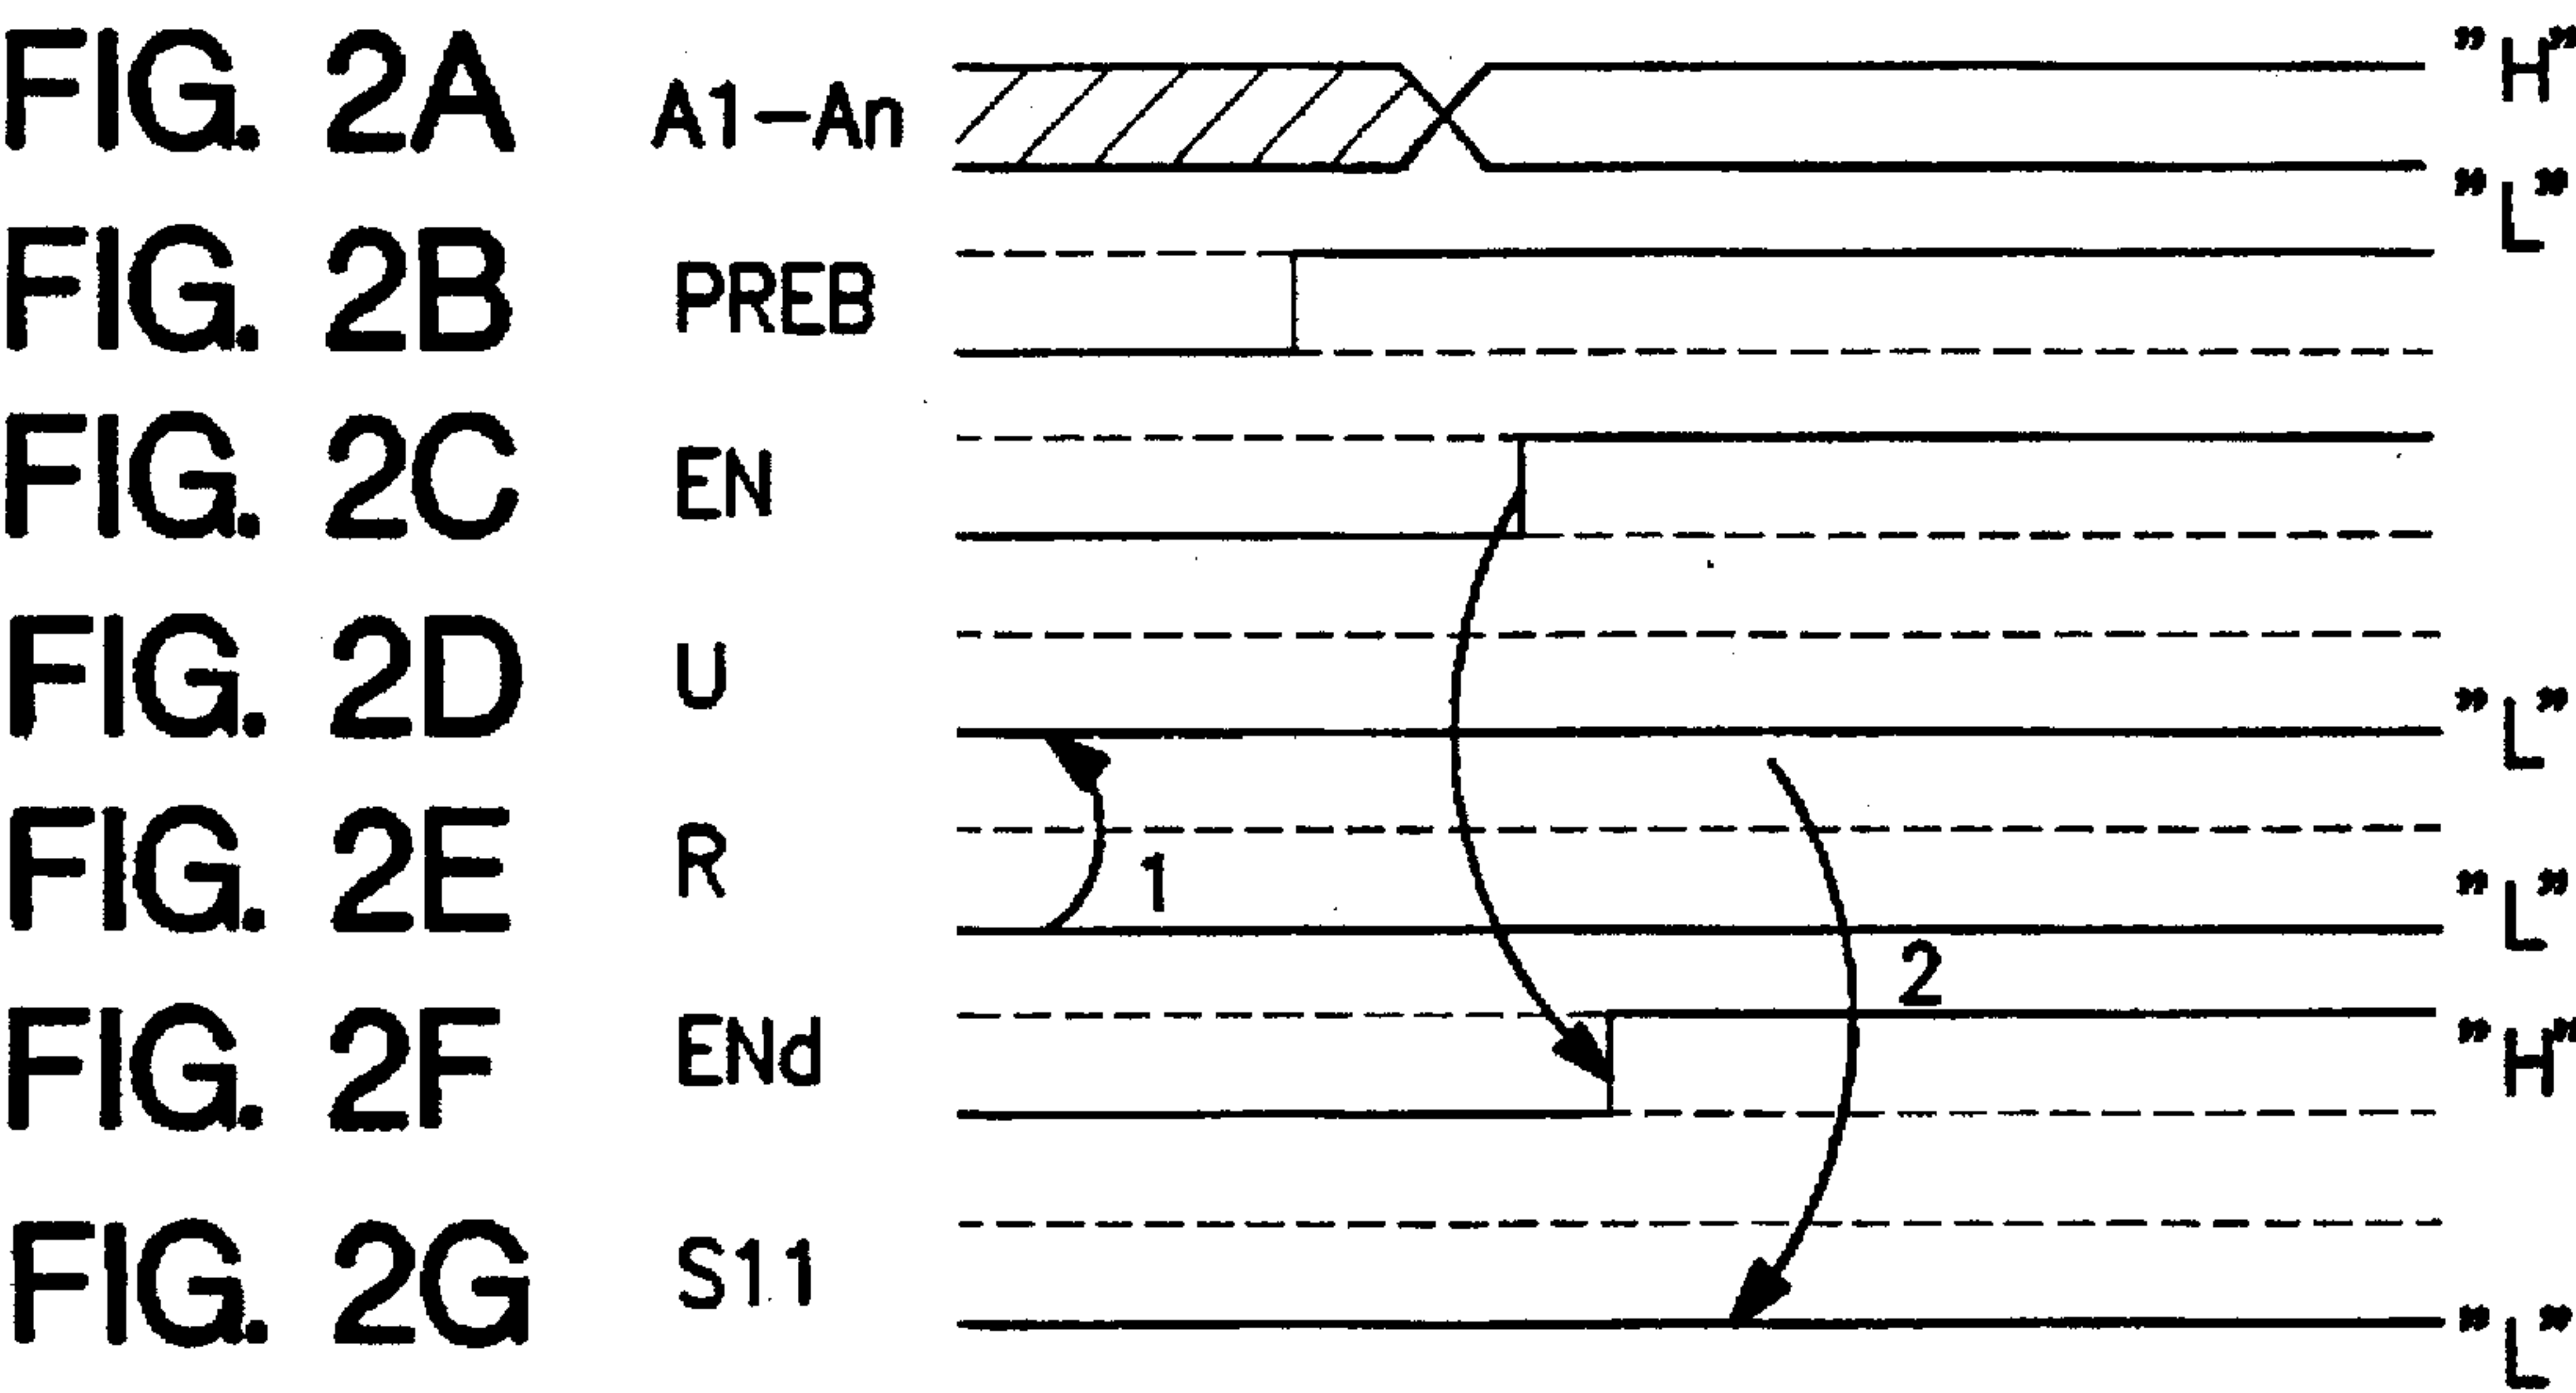 FIG. 2A A1-An "H"
"L"
FIG. 2B PREB
FIG. 2C EN
FIG. 2D U "L"
FIG. 2E R 1 "L"
2
FIG. 2F ENd "H"
FIG. 2G S11 "L"